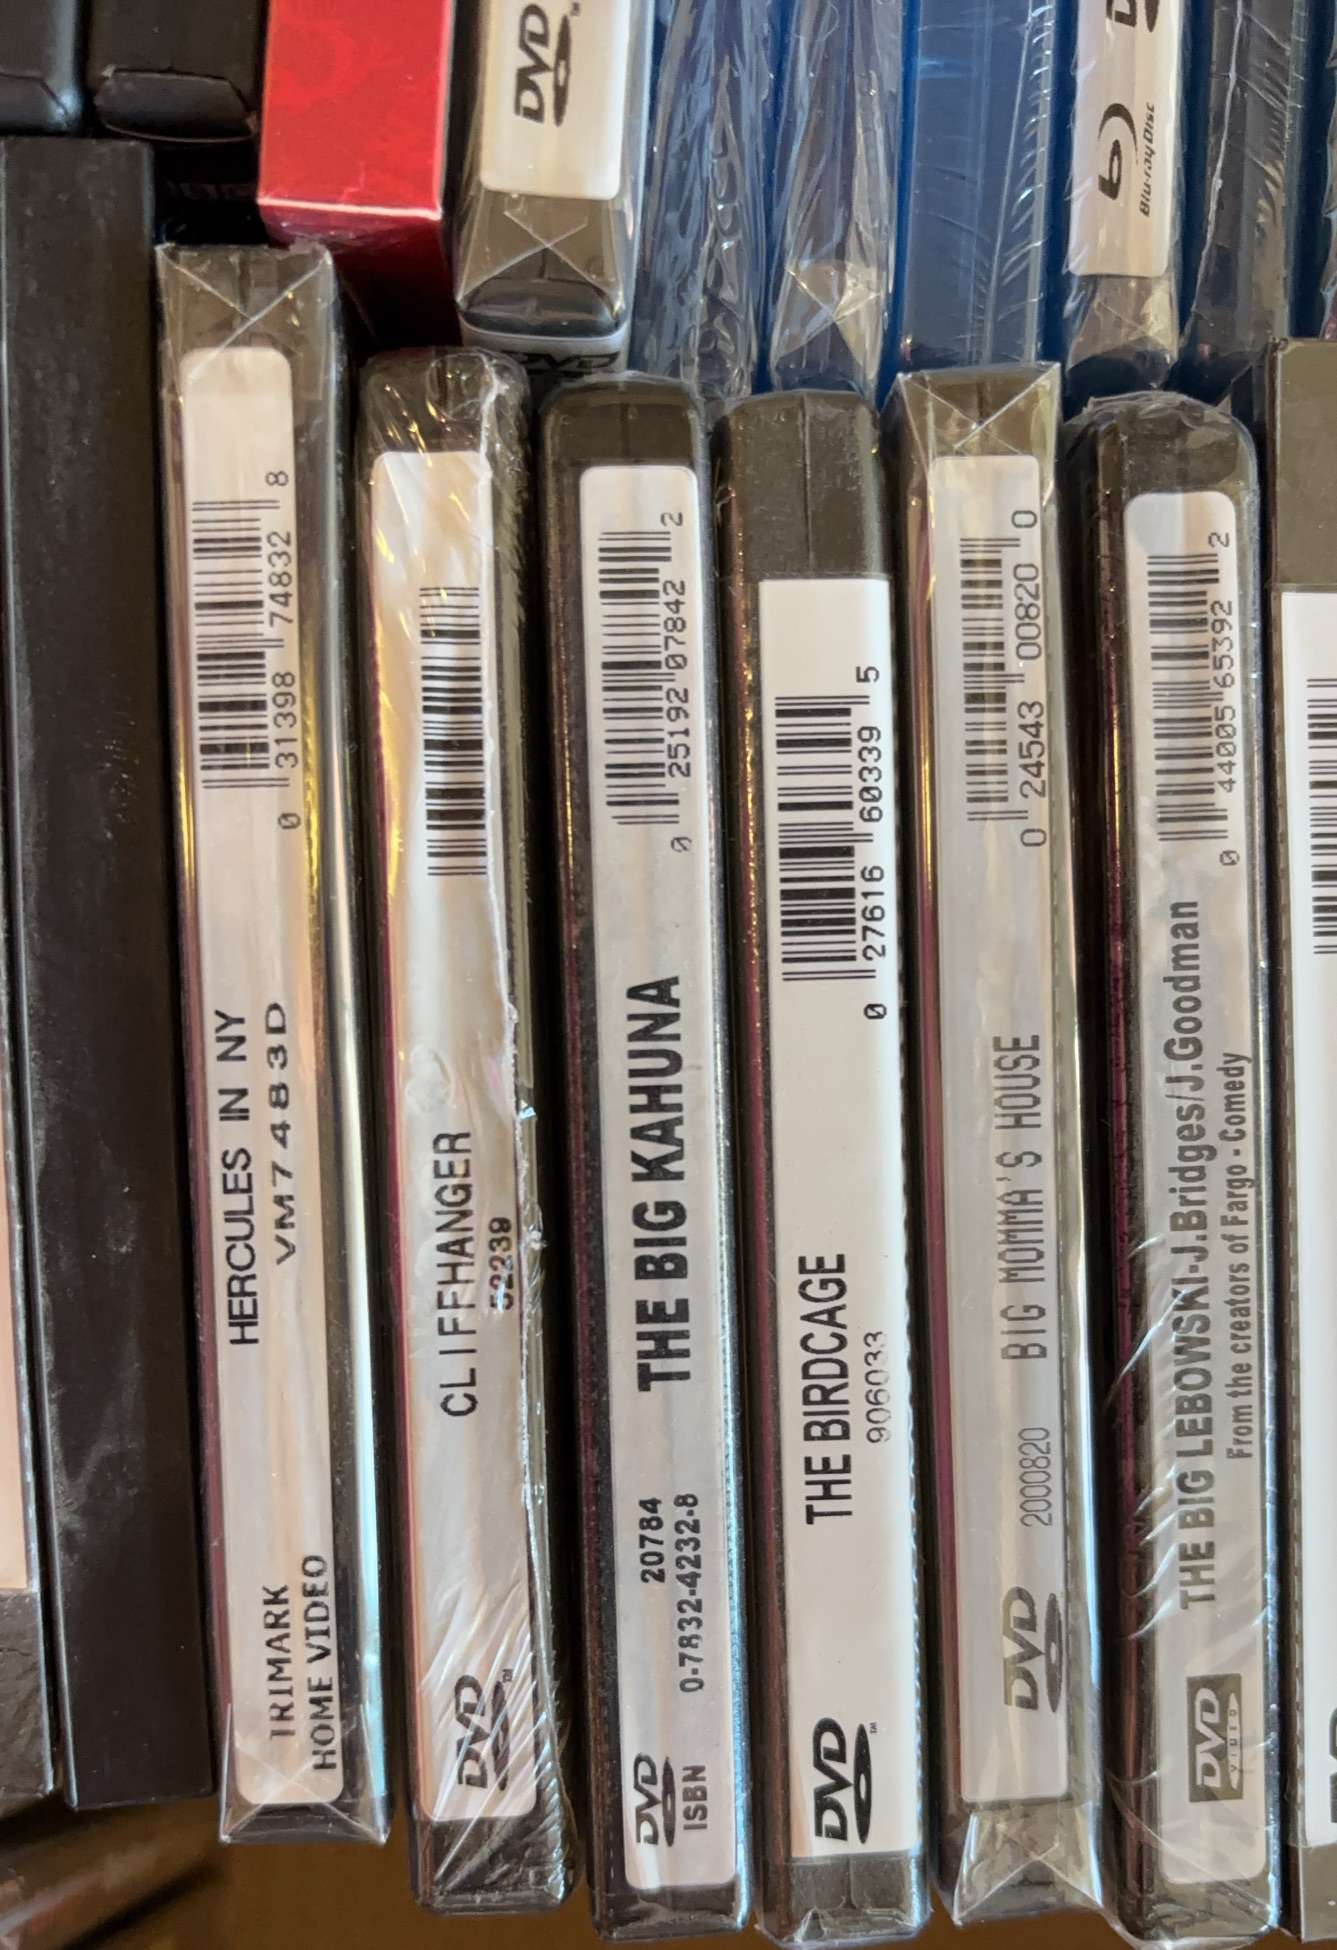 DVD
Blu-ray Disc
0 31398 74832 8
HERCULES IN NY
VM7483D
TRIMARK
HOME VIDEO
CLIFFHANGER
52239
DVD
0 25192 07842 2
THE BIG KAHUNA
20784
ISBN 0-7832-4232-8
DVD
0 27616 60339 5
THE BIRDCAGE
906033
DVD
0 24543 00820 0
BIG MOMMA'S HOUSE
2000820
DVD
0 44005 65392 2
THE BIG LEBOWSKI-J.Bridges/J.Goodman
From the creators of Fargo - Comedy
DVD
VIDEO